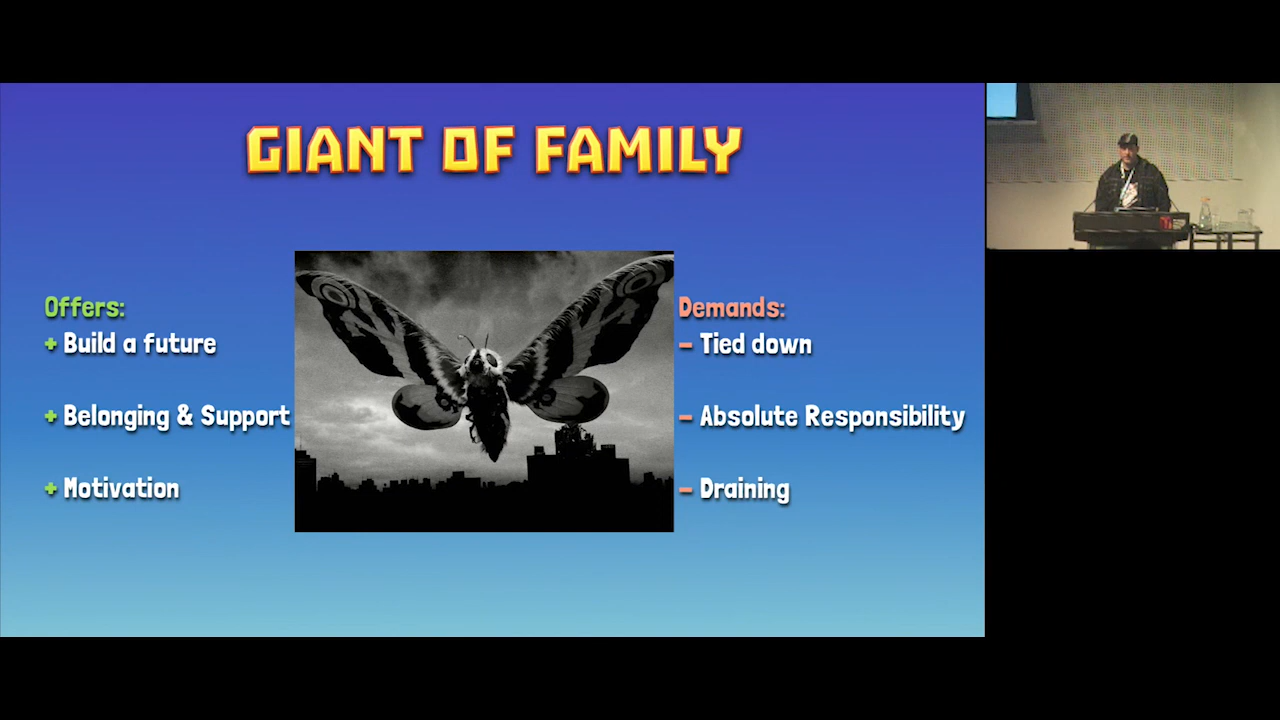 GIANT OF FAMILY
Offers:
+ Build a future
+ Belonging & Support
+ Motivation
Demands:
- Tied down
- Absolute Responsibility
- Draining